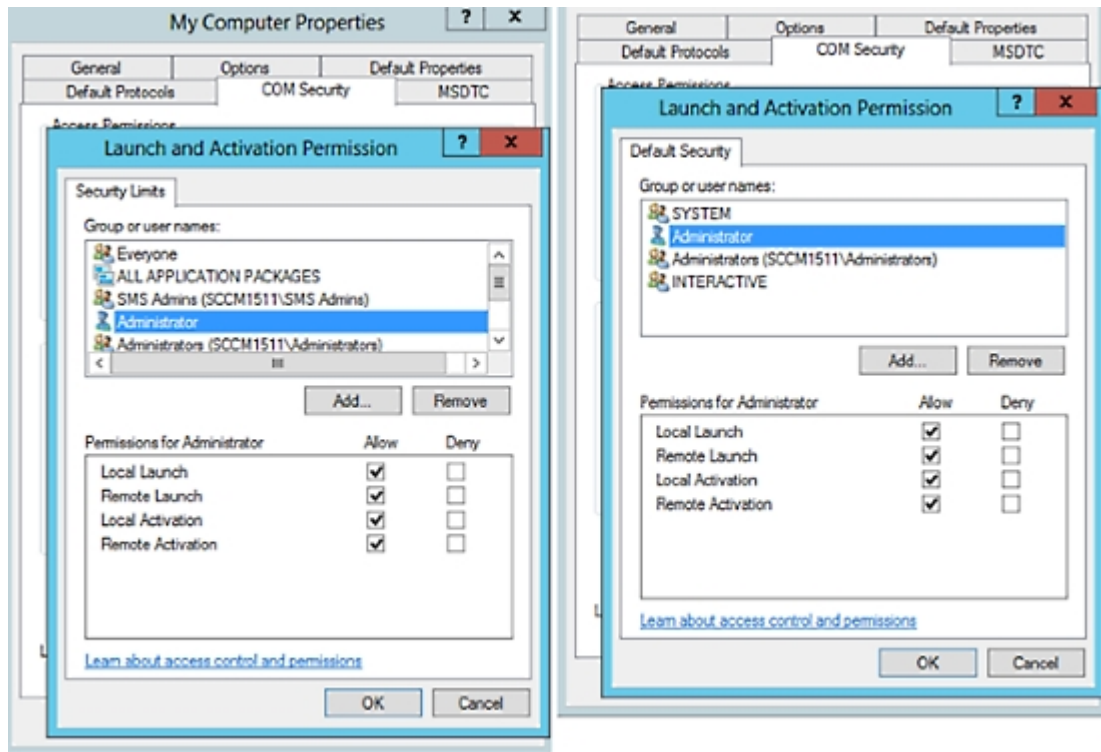 My Computer Properties
? x
General Options Default Properties
Default Protocols COM Security MSDTC
Access Permissions
Launch and Activation Permission
? x
Security Limits
Group or user names:
Everyone
ALL APPLICATION PACKAGES
SMS Admins (SCCM1511\SMS Admins)
Administrator
Administrators (SCCM1511\Administrators)
Add... Remove
Permissions for Administrator Allow Deny
Local Launch
Remote Launch
Local Activation
Remote Activation
Learn about access control and permissions
OK Cancel
General Options Default Properties
Default Protocols COM Security MSDTC
Access Permissions
Launch and Activation Permission
? x
Default Security
Group or user names:
SYSTEM
Administrator
Administrators (SCCM1511\Administrators)
INTERACTIVE
Add... Remove
Permissions for Administrator Allow Deny
Local Launch
Remote Launch
Local Activation
Remote Activation
Learn about access control and permissions
OK Cancel